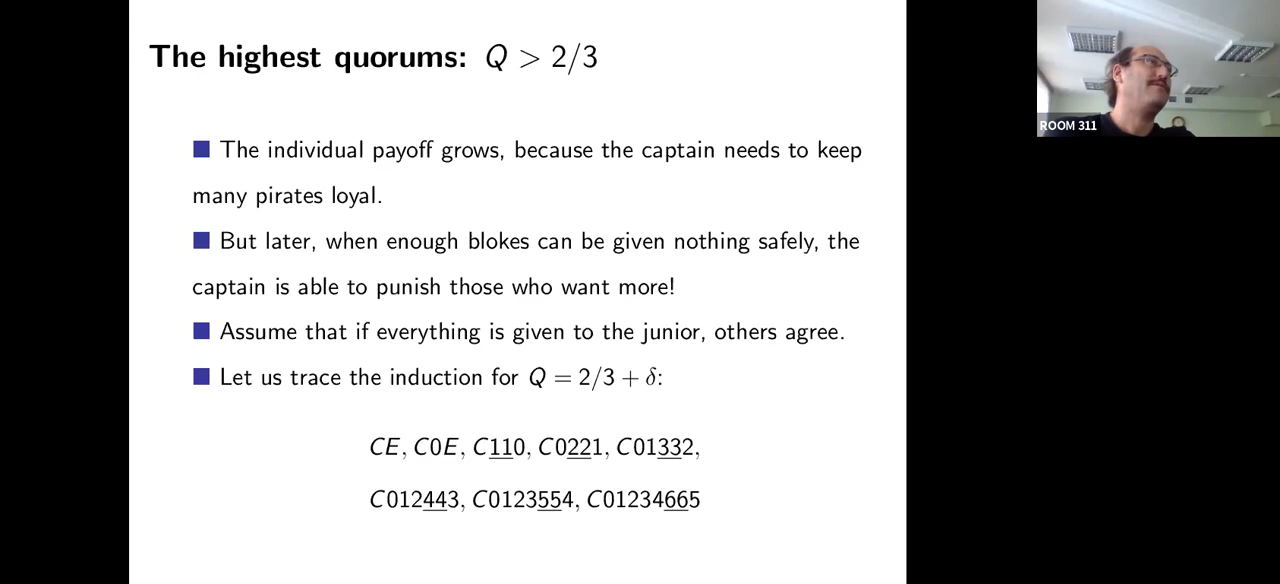 The highest quorums: Q > 2/3
■ The individual payoff grows, because the captain needs to keep
many pirates loyal.
■ But later, when enough blokes can be given nothing safely, the
captain is able to punish those who want more!
■ Assume that if everything is given to the junior, others agree.
■ Let us trace the induction for Q = 2/3 + δ:
CE, C0E, C110, C0221, C01332,
C012443, C0123554, C01234665
ROOM 311